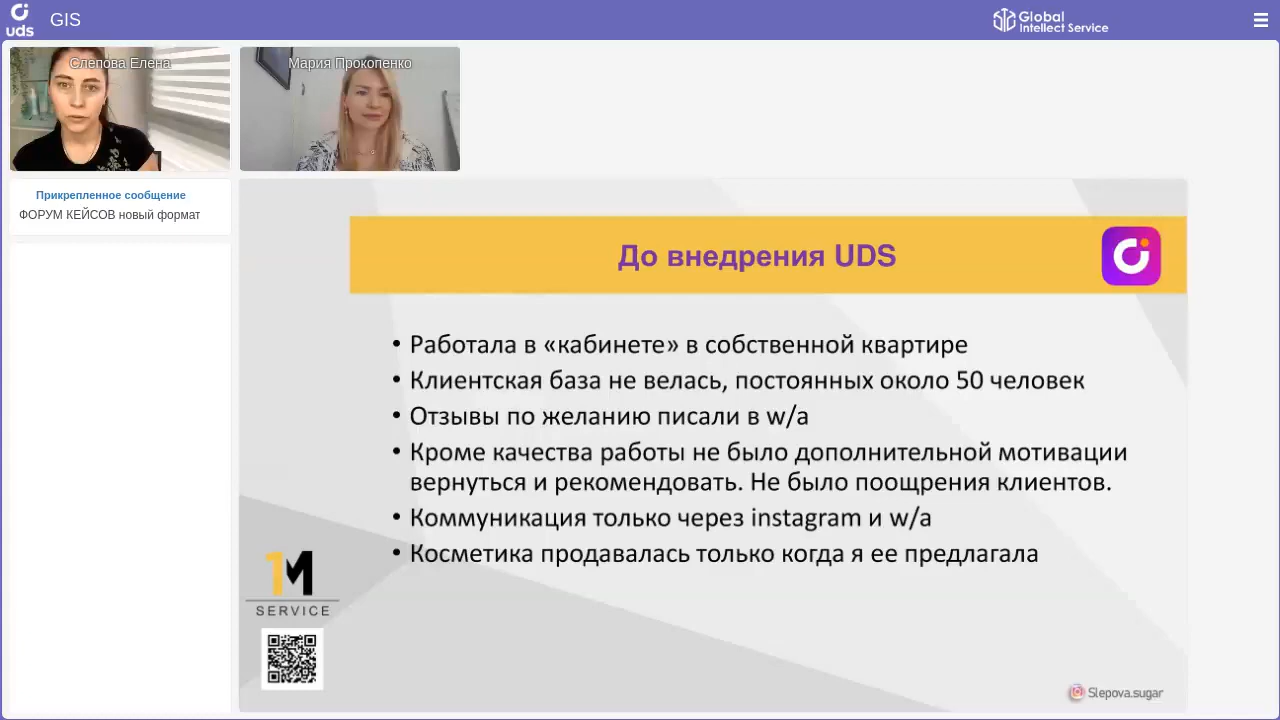 uds
GIS
Global
Intellect Service
Слепова Елена
Мария Прокопенко
Прикрепленное сообщение
ФОРУМ КЕЙСОВ новый формат
До внедрения UDS
• Работала в «кабинете» в собственной квартире
• Клиентская база не велась, постоянных около 50 человек
• Отзывы по желанию писали в w/a
• Кроме качества работы не было дополнительной мотивации
вернуться и рекомендовать. Не было поощрения клиентов.
• Коммуникация только через instagram и w/a
• Косметика продавалась только когда я ее предлагала
1M
SERVICE
Slepova.sugar